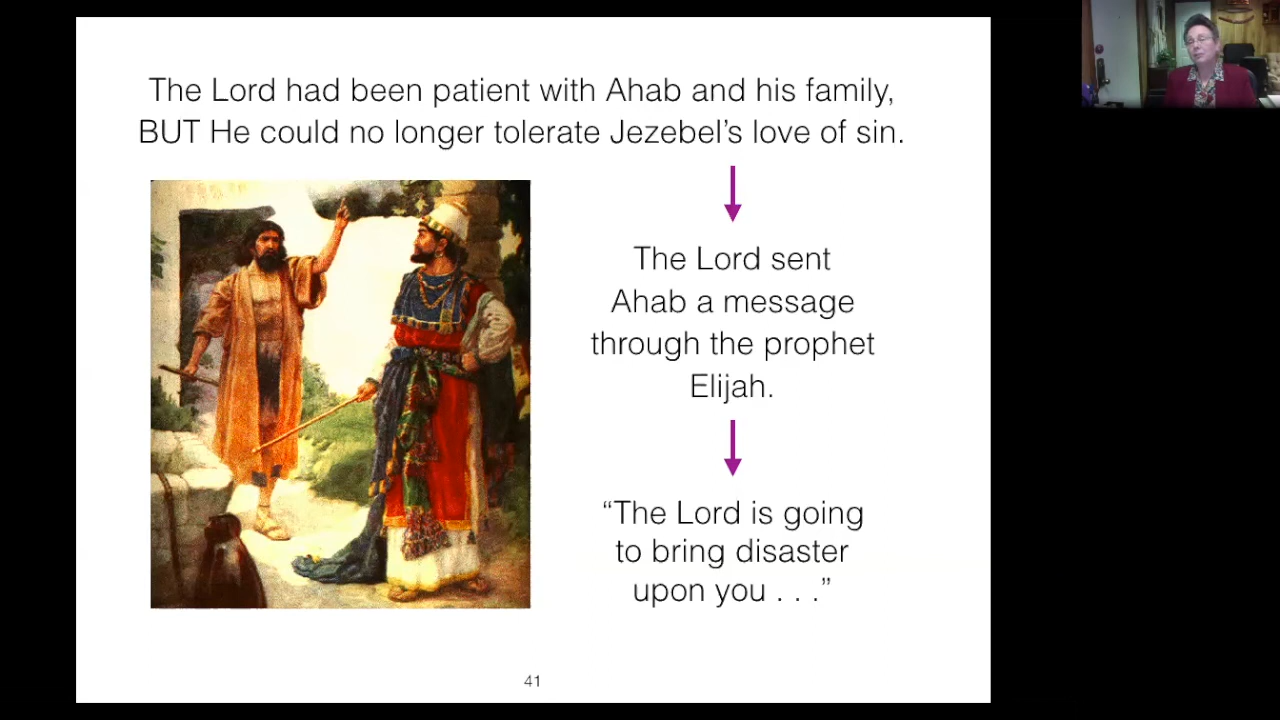 The Lord had been patient with Ahab and his family,
BUT He could no longer tolerate Jezebel’s love of sin.
The Lord sent
Ahab a message
through the prophet
Elijah.
“The Lord is going
to bring disaster
upon you . . .”
41